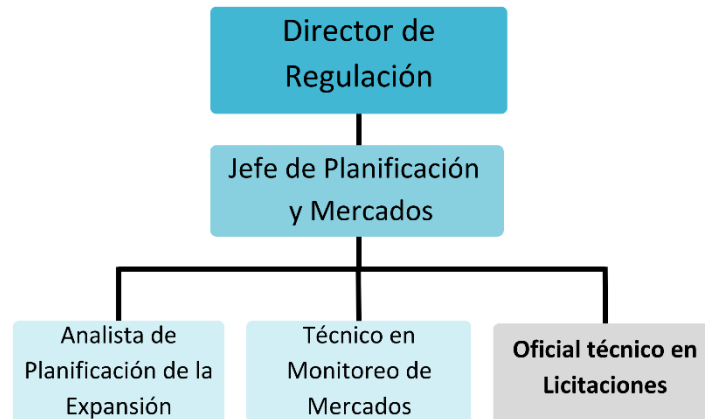 Director de
Regulación
Jefe de Planificación
y Mercados
Analista de
Planificación de la
Expansión
Técnico en
Monitoreo de
Mercados
Oficial técnico en
Licitaciones